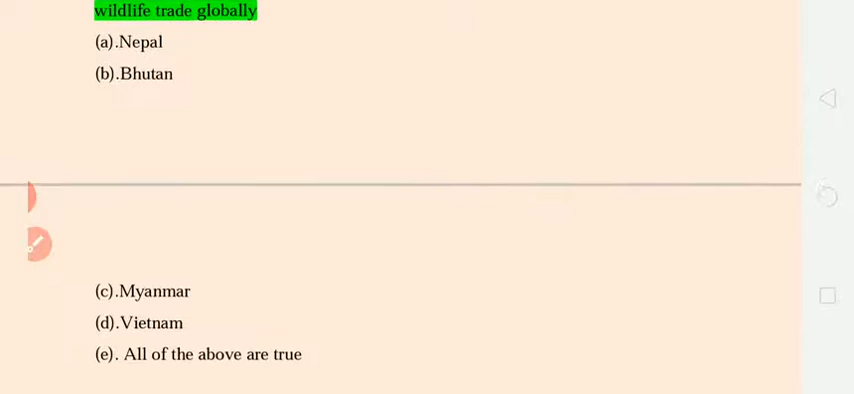 wildlife trade globally
(a).Nepal
(b).Bhutan
(c).Myanmar
(d).Vietnam
(e). All of the above are true